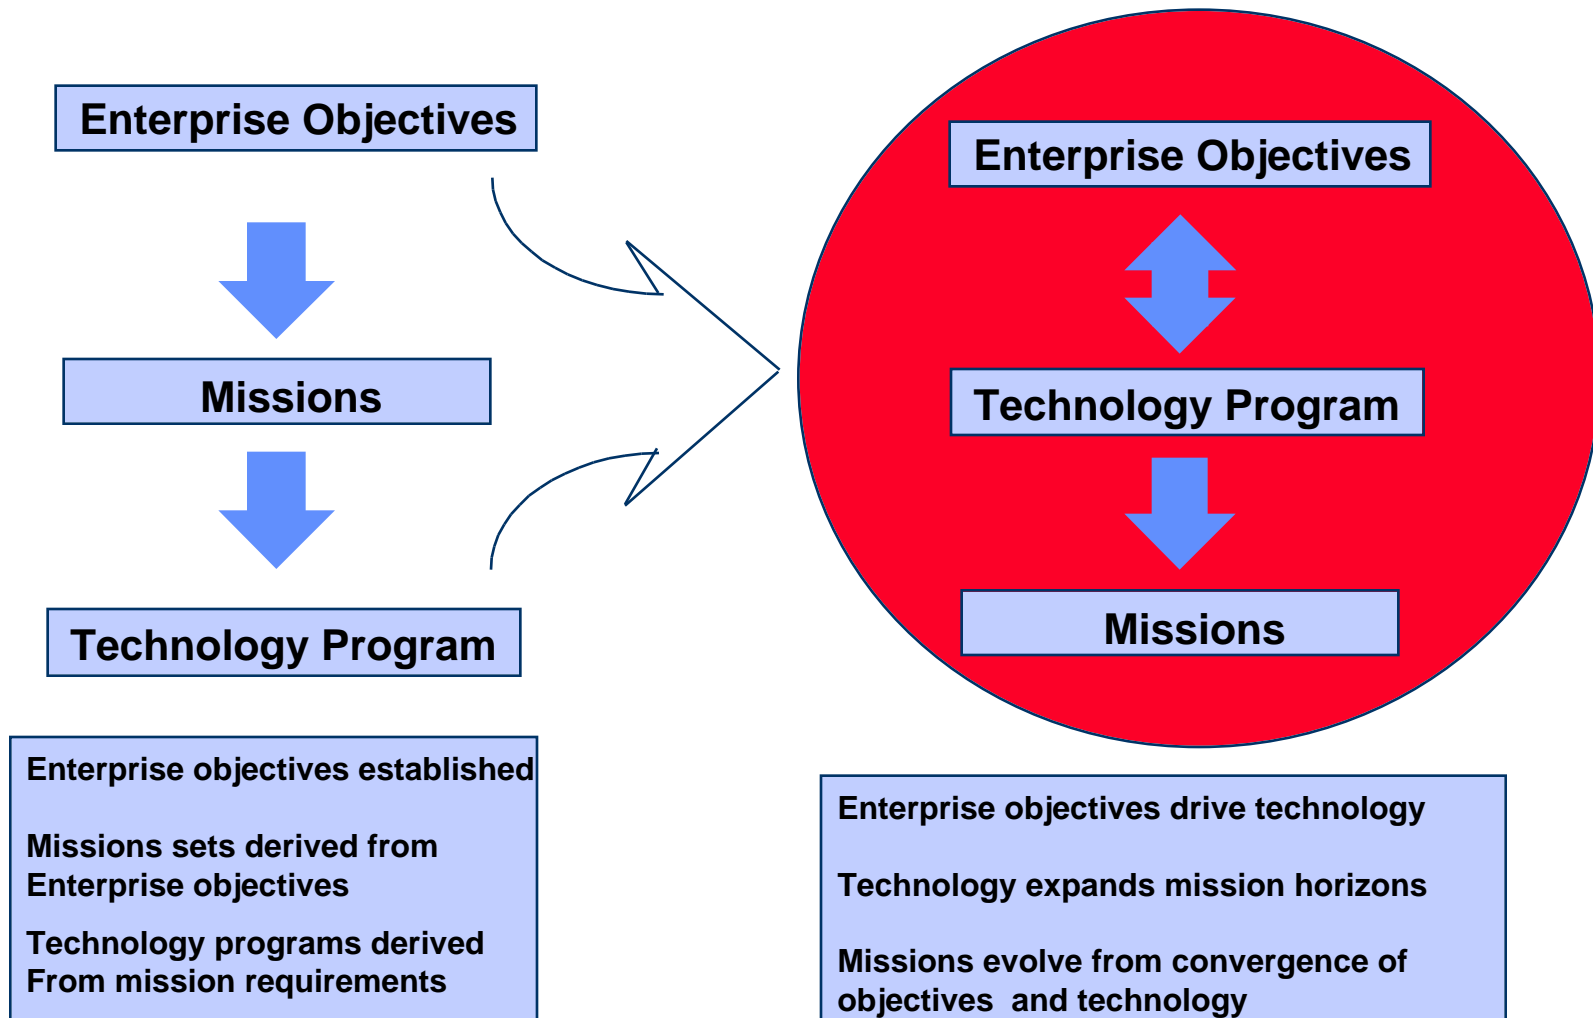 Enterprise Objectives
Missions
Technology Program
Enterprise objectives established
Missions sets derived from
Enterprise objectives
Technology programs derived
From mission requirements
Enterprise Objectives
Technology Program
Missions
Enterprise objectives drive technology
Technology expands mission horizons
Missions evolve from convergence of
objectives and technology